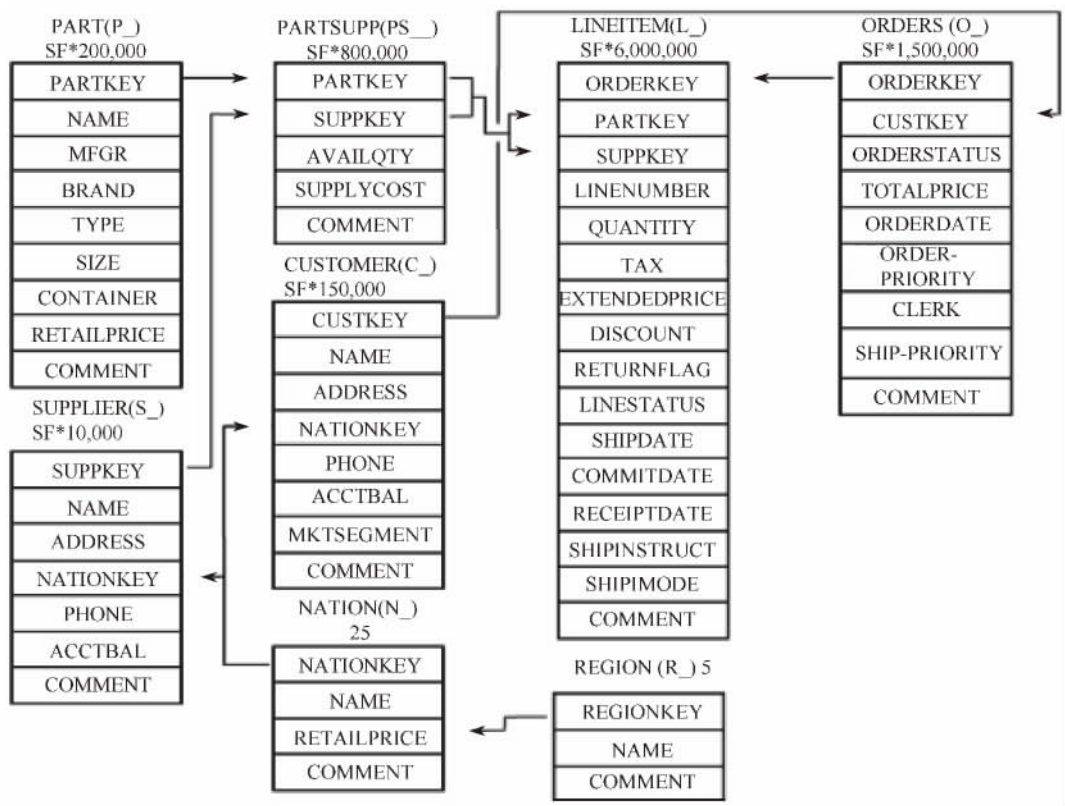 PART(P_)
SF*200,000
PARTKEY
NAME
MFGR
BRAND
TYPE
SIZE
CONTAINER
RETAILPRICE
COMMENT
SUPPLIER(S_)
SF*10,000
SUPPKEY
NAME
ADDRESS
NATIONKEY
PHONE
ACCTBAL
COMMENT
PARTSUPP(PS__)
SF*800,000
PARTKEY
SUPPKEY
AVAILQTY
SUPPLYCOST
COMMENT
CUSTOMER(C_)
SF*150,000
CUSTKEY
NAME
ADDRESS
NATIONKEY
PHONE
ACCTBAL
MKTSEGMENT
COMMENT
NATION(N_)
25
NATIONKEY
NAME
RETAILPRICE
COMMENT
LINEITEM(L_)
SF*6,000,000
ORDERKEY
PARTKEY
SUPPKEY
LINENUMBER
QUANTITY
TAX
EXTENDEDPRICE
DISCOUNT
RETURNFLAG
LINESTATUS
SHIPDATE
COMMITDATE
RECEIPTDATE
SHIPINSTRUCT
SHIPIMODE
COMMENT
REGION (R_) 5
REGIONKEY
NAME
COMMENT
ORDERS (O_)
SF*1,500,000
ORDERKEY
CUSTKEY
ORDERSTATUS
TOTALPRICE
ORDERDATE
ORDER-
PRIORITY
CLERK
SHIP-PRIORITY
COMMENT